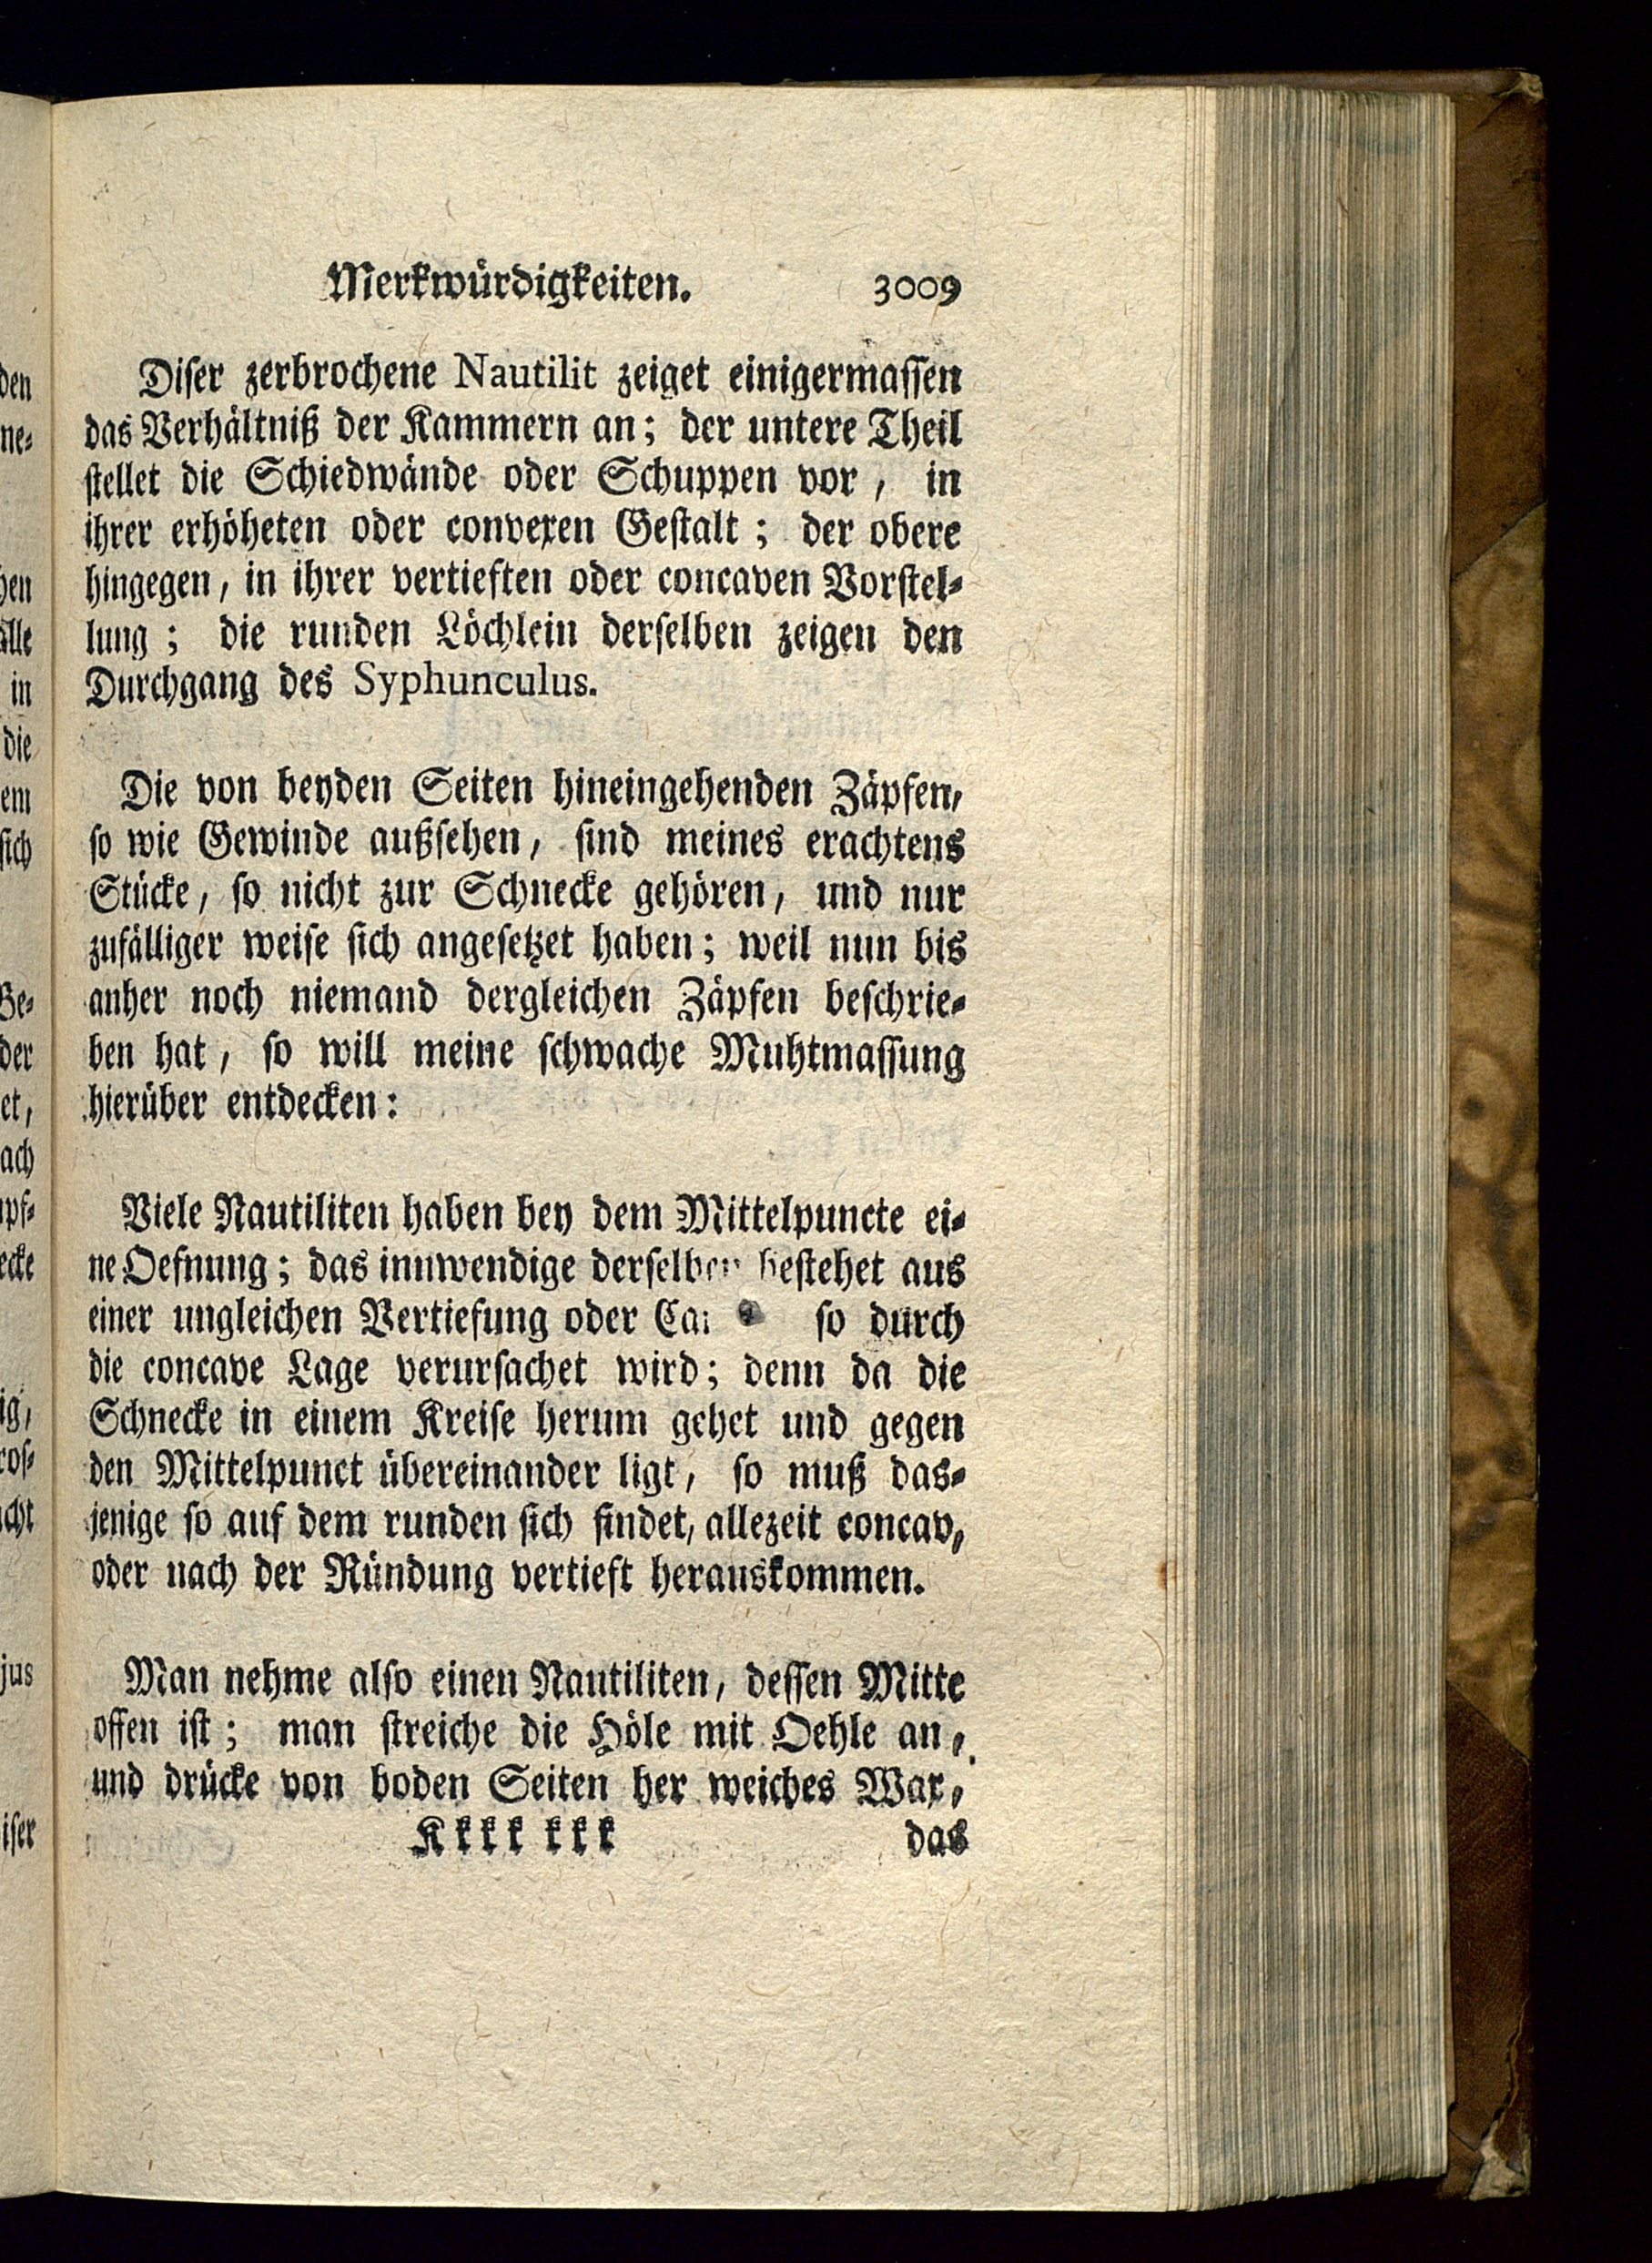 Merkwürdigkeiten. 3009
Diſer zerbrochene Nautilit zeiget einigermaſſen
das Verhältniß der Kammern an; der untere Theil
ſtellet die Schiedwände oder Schuppen vor, in
ihrer erhöheten oder convexen Geſtalt; der obere
hingegen, in ihrer vertieften oder concaven Vorſtel⸗
lung; die runden Löchlein derſelben zeigen den
Durchgang des Syphunculus.
Die von beyden Seiten hineingehenden Zäpfen,
ſo wie Gewinde außſehen, ſind meines erachtens
Stücke, ſo nicht zur Schnecke gehören, und nur
zufälliger weiſe ſich angeſetzet haben; weil nun bis
anher noch niemand dergleichen Zäpfen beſchrie⸗
ben hat, ſo will meine ſchwache Muhtmaſſung
hierüber entdecken:
Viele Nautiliten haben bey dem Mittelpuncte ei⸗
ne Oefnung; das innwendige derſelben beſtehet aus
einer ungleichen Vertiefung oder ſo durch
die concave Lage verurſachet wird; denn da die
Schnecke in einem Kreiſe herum gehet und gegen
den Mittelpunct übereinander ligt, ſo muß das⸗
jenige ſo auf dem runden ſich findet, allezeit concav,
oder nach der Ründung vertieft herauskommen.
Man nehme alſo einen Nautiliten, deſſen Mitte
offen iſt; man ſtreiche die Höle mit Oehle an,
und drücke von boden Seiten her weiches Wax,
Kkkk kkk das